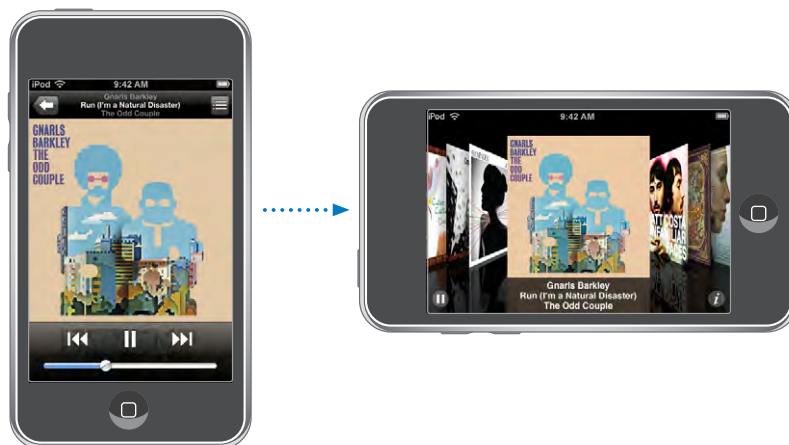 iPod 9:42 AM
Gnarls Barkley
Run (I'm a Natural Disaster)
The Odd Couple
GNARLS
BARKLEY
THE
ODD
COUPLE
iPod 9:42 AM
GNARLS
BARKLEY
THE
ODD
COUPLE
Gnarls Barkley
Run (I'm a Natural Disaster)
The Odd Couple
i